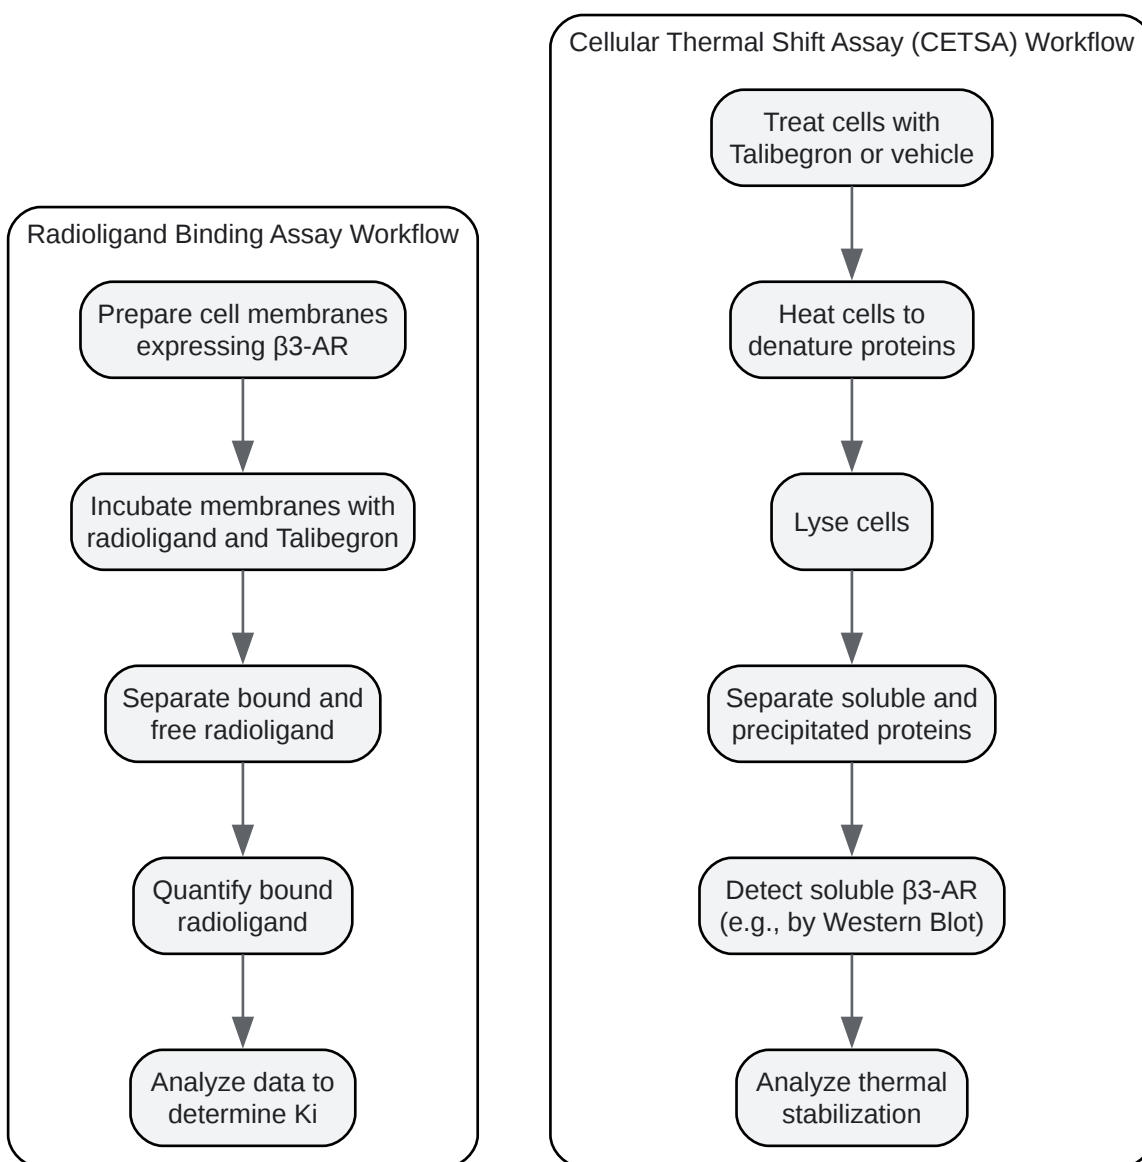 Radioligand Binding Assay Workflow
Prepare cell membranes
expressing β3-AR
Incubate membranes with
radioligand and Talibegron
Separate bound and
free radioligand
Quantify bound
radioligand
Analyze data to
determine Ki
Cellular Thermal Shift Assay (CETSA) Workflow
Treat cells with
Talibegron or vehicle
Heat cells to
denature proteins
Lyse cells
Separate soluble and
precipitated proteins
Detect soluble β3-AR
(e.g., by Western Blot)
Analyze thermal
stabilization